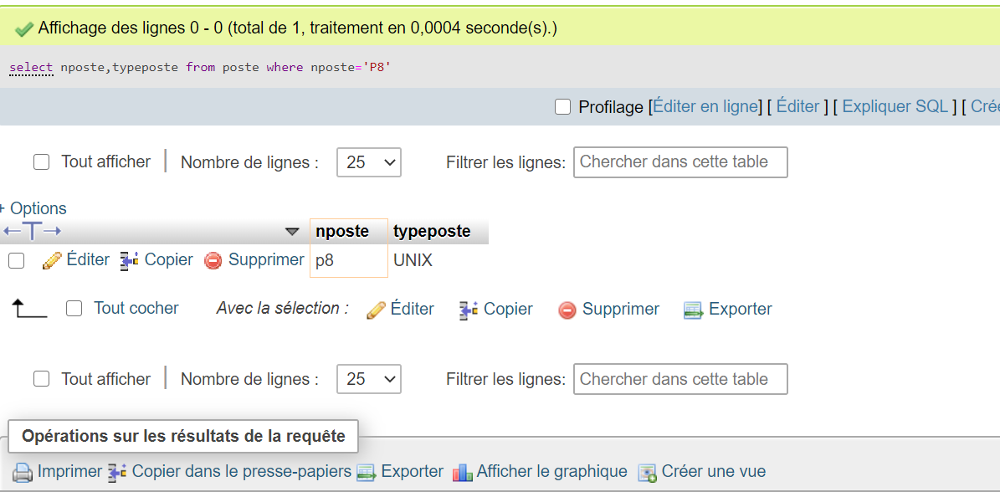 Affichage des lignes 0 - 0 (total de 1, traitement en 0,0004 seconde(s).)
select nposte,typeposte from poste where nposte='P8'
Profilage [Éditer en ligne] [ Éditer ] [ Expliquer SQL ] [ Crée
Tout afficher | Nombre de lignes : 25 Filtrer les lignes: Chercher dans cette table
+ Options
←T→ nposte typeposte
Éditer Copier Supprimer p8 UNIX
Tout cocher Avec la sélection : Éditer Copier Supprimer Exporter
Tout afficher | Nombre de lignes : 25 Filtrer les lignes: Chercher dans cette table
Opérations sur les résultats de la requête
Imprimer Copier dans le presse-papiers Exporter Afficher le graphique Créer une vue